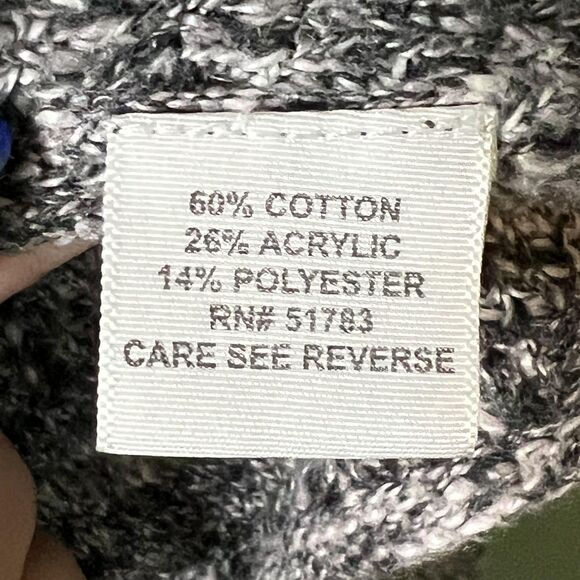 60% COTTON
26% ACRYLIC
14% POLYESTER
RN# 51783
CARE SEE REVERSE